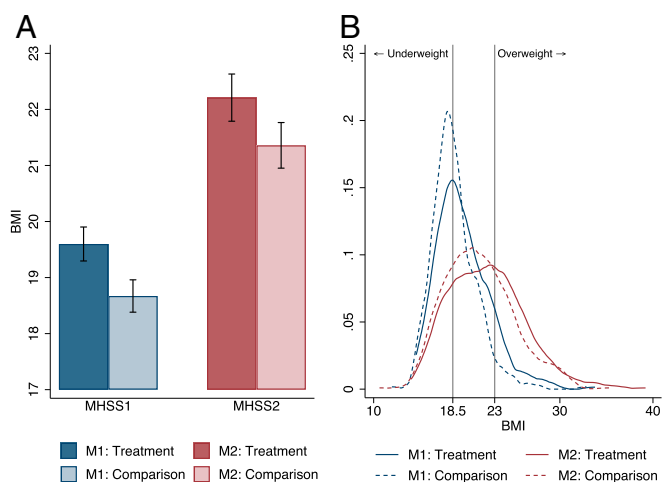 A
BMI
23
22
21
20
19
18
17
MHSS1
MHSS2
M1: Treatment
M2: Treatment
M1: Comparison
M2: Comparison
B
.25
.2
.15
.1
.05
0
← Underweight
Overweight →
10
18.5
23
30
40
BMI
M1: Treatment
M2: Treatment
M1: Comparison
M2: Comparison